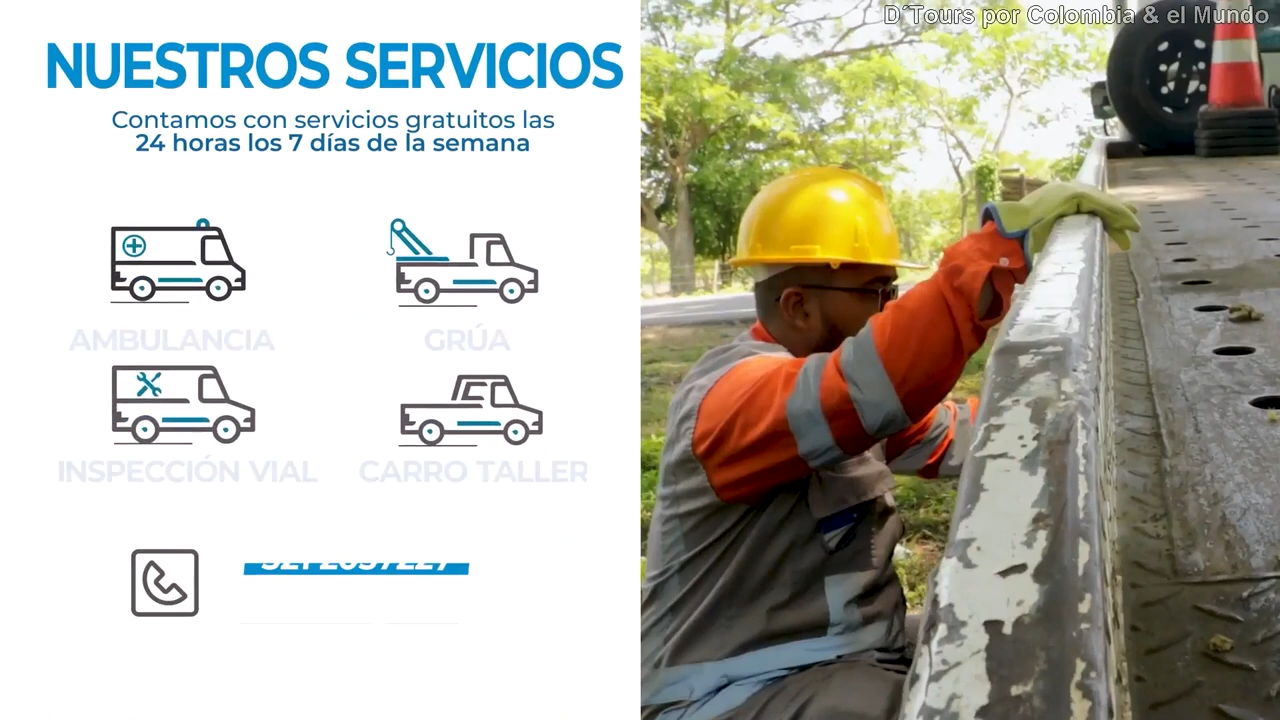 D´Tours por Colombia & el Mundo
NUESTROS SERVICIOS
Contamos con servicios gratuitos las
24 horas los 7 días de la semana
AMBULANCIA
GRÚA
INSPECCIÓN VIAL
CARRO TALLER